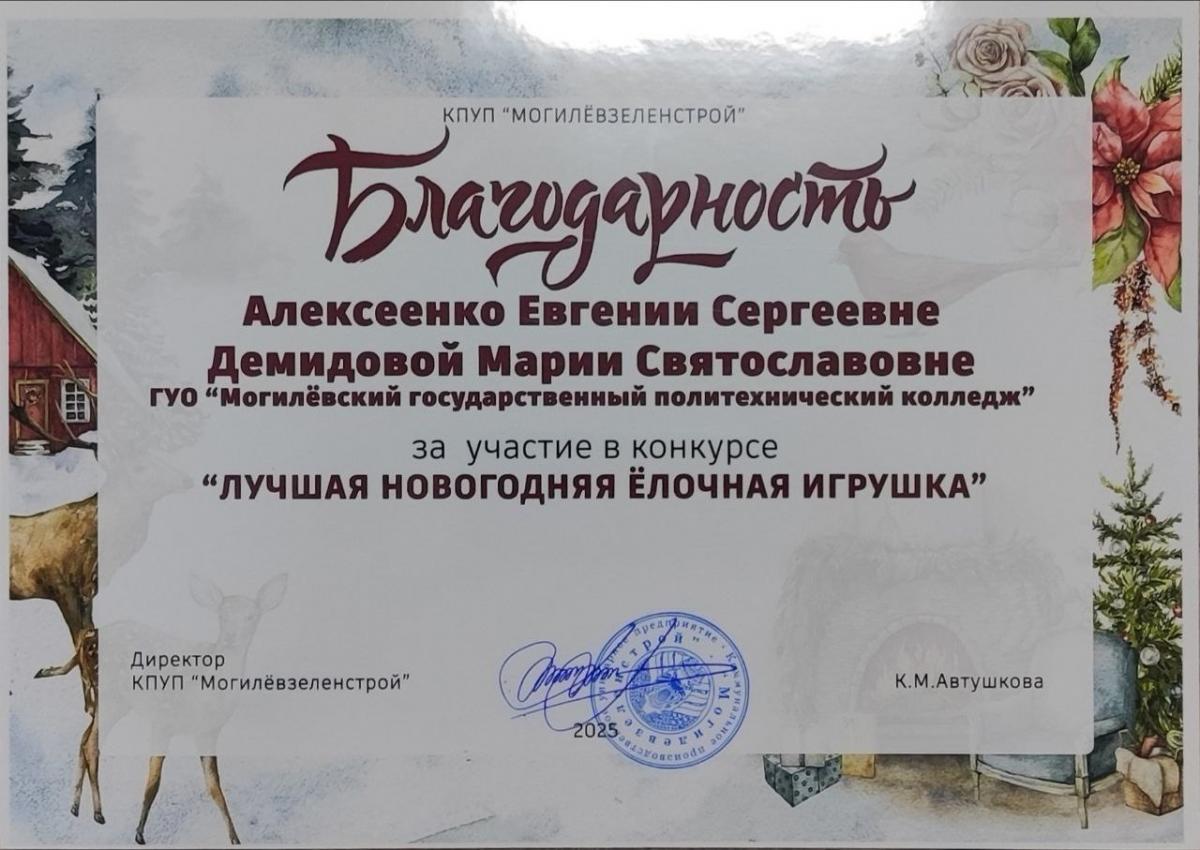 КПУП “МОГИЛЁВЗЕЛЕНСТРОЙ”
Благодарность
Алексеенко Евгении Сергеевне
Демидовой Марии Святославовне
ГУО “Могилёвский государственный политехнический колледж”
за участие в конкурсе
“ЛУЧШАЯ НОВОГОДНЯЯ ЁЛОЧНАЯ ИГРУШКА”
Директор
КПУП “Могилёвзеленстрой”
К.М.Автушкова
2025